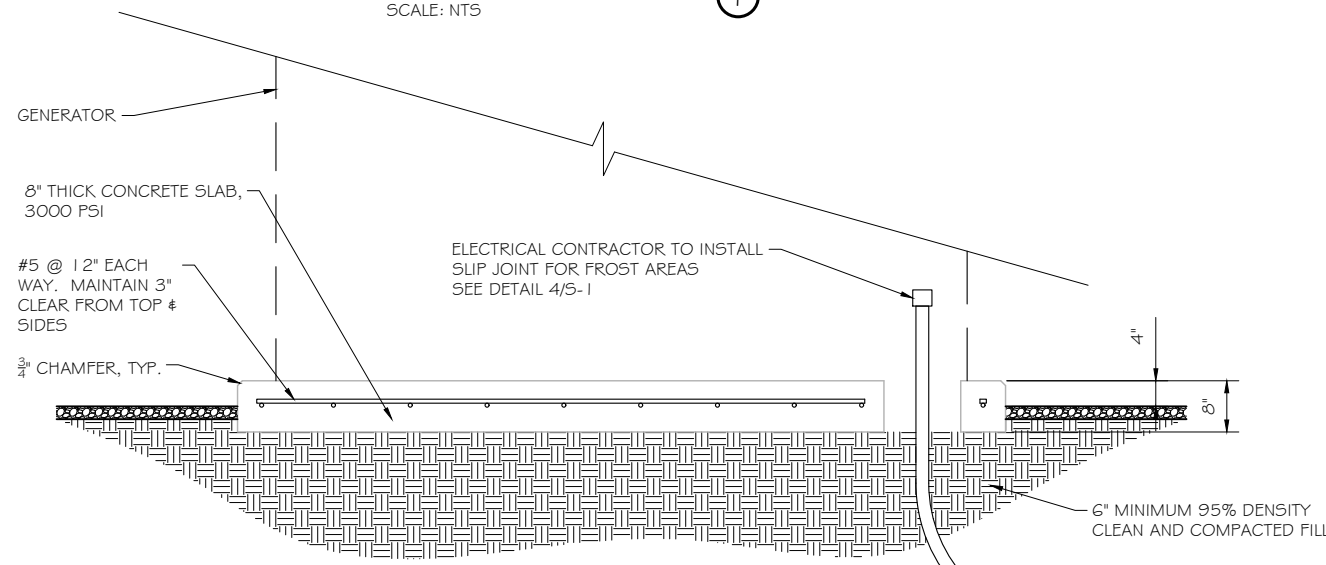 SCALE: NTS
GENERATOR
8" THICK CONCRETE SLAB,
3000 PSI
#5 @ 12" EACH
WAY. MAINTAIN 3"
CLEAR FROM TOP &
SIDES
3/4" CHAMFER, TYP.
ELECTRICAL CONTRACTOR TO INSTALL
SLIP JOINT FOR FROST AREAS
SEE DETAIL 4/S-1
4"
8"
6" MINIMUM 95% DENSITY
CLEAN AND COMPACTED FILL